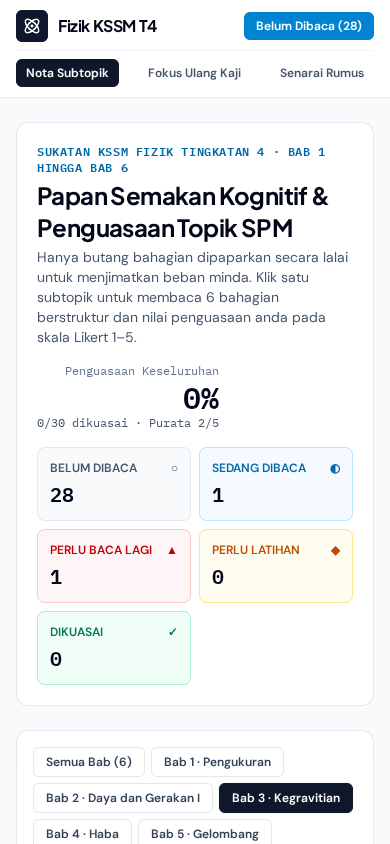 Fizik KSSM T4
Belum Dibaca (28)
Nota Subtopik
Fokus Ulang Kaji
Senarai Rumus
SUKATAN KSSM FIZIK TINGKATAN 4 · BAB 1
HINGGA BAB 6
Papan Semakan Kognitif &
Penguasaan Topik SPM
Hanya butang bahagian dipaparkan secara lalai
untuk menjimatkan beban minda. Klik satu
subtopik untuk membaca 6 bahagian
berstruktur dan nilai penguasaan anda pada
skala Likert 1–5.
Penguasaan Keseluruhan
0%
0/30 dikuasai · Purata 2/5
BELUM DIBACA ○
28
SEDANG DIBACA ◐
1
PERLU BACA LAGI ▲
1
PERLU LATIHAN ◆
0
DIKUASAI ✓
0
Semua Bab (6)
Bab 1 · Pengukuran
Bab 2 · Daya dan Gerakan I
Bab 3 · Kegravitian
Bab 4 · Haba
Bab 5 · Gelombang